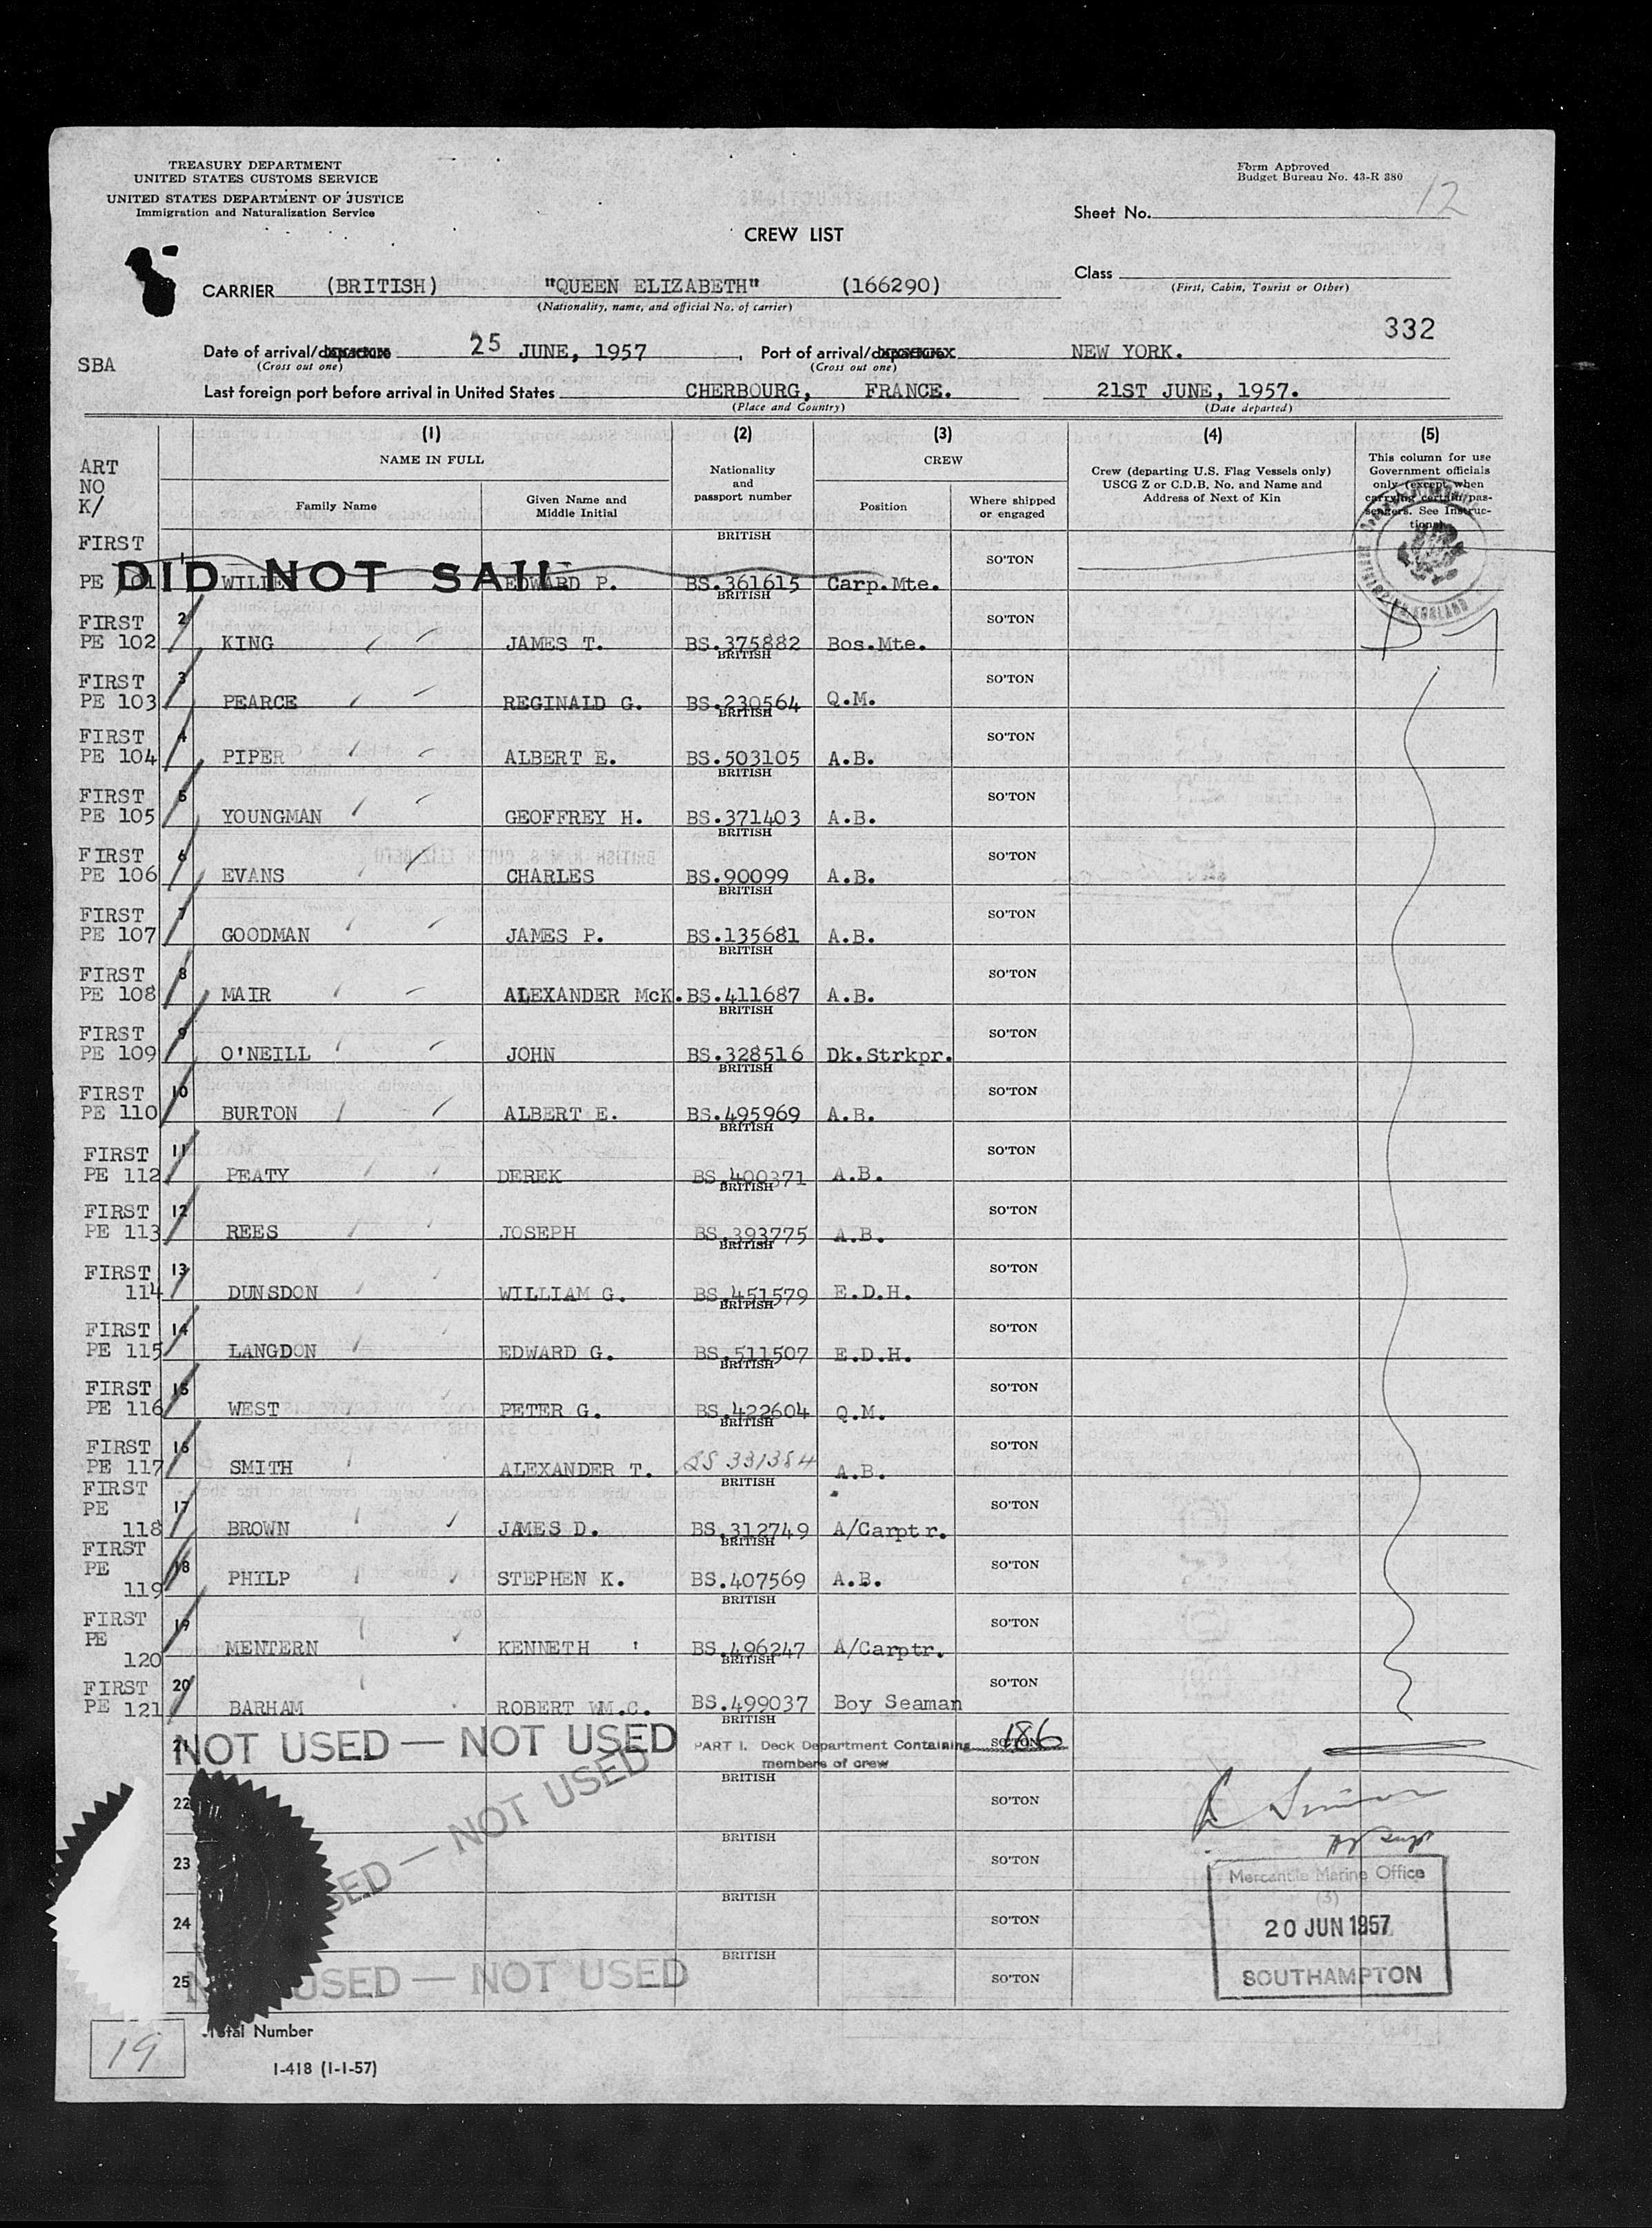 TREASURY DEPARTMENT
UNITED STATES CUSTOMS SERVICE
UNITED STATES DEPARTMENT OF JUSTICE
Immigration and Naturalization Service
Form Approved
Budget Bureau No. 43-R 380
Sheet No. 12
CREW LIST
Class
(First, Cabin, Tourist or Other)
CARRIER (BRITISH) "QUEEN ELIZABETH" (166290)
(Nationality, name, and official No. of carrier)
332
SBA
Date of arrival/departure 25 JUNE, 1957, Port of arrival/departure NEW YORK.
(Cross out one) (Cross out one)
Last foreign port before arrival in United States CHERBOURG, FRANCE. 21ST JUNE, 1957.
(Place and Country) (Date departed)
ART NO K/
(1) NAME IN FULL
Family Name
Given Name and Middle Initial
(2) Nationality and passport number
(3) CREW
Position
Where shipped or engaged
(4) Crew (departing U.S. Flag Vessels only) USCG Z or C.D.B. No. and Name and Address of Next of Kin
(5) This column for use Government officials only (except when carrying certain pas-sengers. See Instruc-tions)
DID NOT SAIL
FIRST PE 1 EDWARD P. BRITISH BS.361615 Carp.Mte. SO'TON
FIRST PE 102 2 KING JAMES T. BRITISH BS.375882 Bos.Mte. SO'TON
FIRST PE 103 3 PEARCE REGINALD G. BRITISH BS.230564 Q.M. SO'TON
FIRST PE 104 4 PIPER ALBERT E. BRITISH BS.503105 A.B. SO'TON
FIRST PE 105 5 YOUNGMAN GEOFFREY H. BRITISH BS.371403 A.B. SO'TON
FIRST PE 106 6 EVANS CHARLES BRITISH BS.90099 A.B. SO'TON
FIRST PE 107 7 GOODMAN JAMES P. BRITISH BS.135681 A.B. SO'TON
FIRST PE 108 8 MAIR ALEXANDER McK. BRITISH BS.411687 A.B. SO'TON
FIRST PE 109 9 O'NEILL JOHN BRITISH BS.328516 Dk.Strkpr. SO'TON
FIRST PE 110 10 BURTON ALBERT E. BRITISH BS.495969 A.B. SO'TON
FIRST PE 112 11 PEATY DEREK BRITISH BS.400371 A.B. SO'TON
FIRST PE 113 12 REES JOSEPH BRITISH BS.393775 A.B. SO'TON
FIRST 114 13 DUNSDON WILLIAM G. BRITISH BS.451579 E.D.H. SO'TON
FIRST PE 115 14 LANGDON EDWARD G. BRITISH BS.511507 E.D.H. SO'TON
FIRST PE 116 15 WEST PETER G. BRITISH BS.422604 Q.M. SO'TON
FIRST PE 117 16 SMITH ALEXANDER T. BRITISH BS 331384 A.B. SO'TON
FIRST PE 118 17 BROWN JAMES D. BRITISH BS.312749 A/Carptr. SO'TON
FIRST PE 119 18 PHILP STEPHEN K. BRITISH BS.407569 A.B. SO'TON
FIRST PE 120 19 MENTERN KENNETH BRITISH BS.496247 A/Carptr. SO'TON
FIRST PE 121 20 BARHAM ROBERT WM.C. BRITISH BS.499037 Boy Seaman SO'TON
21 NOT USED — NOT USED BRITISH PART I. Deck Department Containing 186 members of crew SO'TON
22 BRITISH SO'TON
USED — NOT USED
23 BRITISH SO'TON
24 BRITISH SO'TON
25 USED — NOT USED BRITISH SO'TON
Mercantile Marine Office
(3)
20 JUN 1957
SOUTHAMPTON
19
Total Number
I-418 (1-1-57)